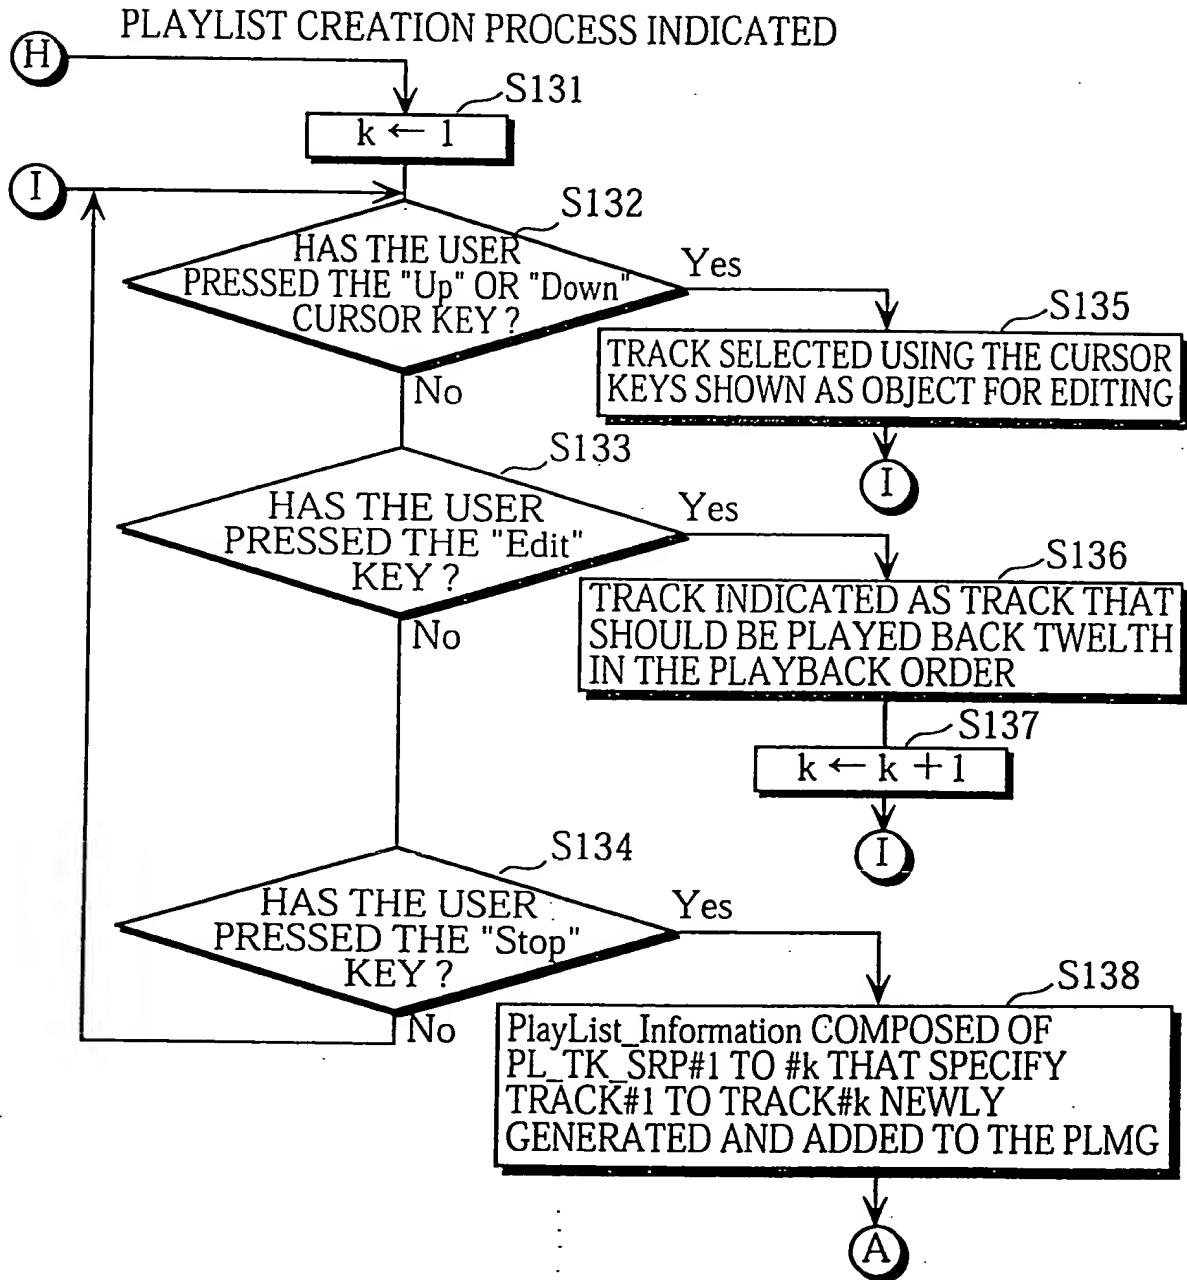 PLAYLIST CREATION PROCESS INDICATED
H
S131
k ← 1
I
S132
HAS THE USER
PRESSED THE "Up" OR "Down"
CURSOR KEY ?
Yes
No
S135
TRACK SELECTED USING THE CURSOR
KEYS SHOWN AS OBJECT FOR EDITING
I
S133
HAS THE USER
PRESSED THE "Edit"
KEY ?
Yes
No
S136
TRACK INDICATED AS TRACK THAT
SHOULD BE PLAYED BACK TWELTH
IN THE PLAYBACK ORDER
S137
k ← k + 1
I
S134
HAS THE USER
PRESSED THE "Stop"
KEY ?
Yes
No
S138
PlayList_Information COMPOSED OF
PL_TK_SRP#1 TO #k THAT SPECIFY
TRACK#1 TO TRACK#k NEWLY
GENERATED AND ADDED TO THE PLMG
A